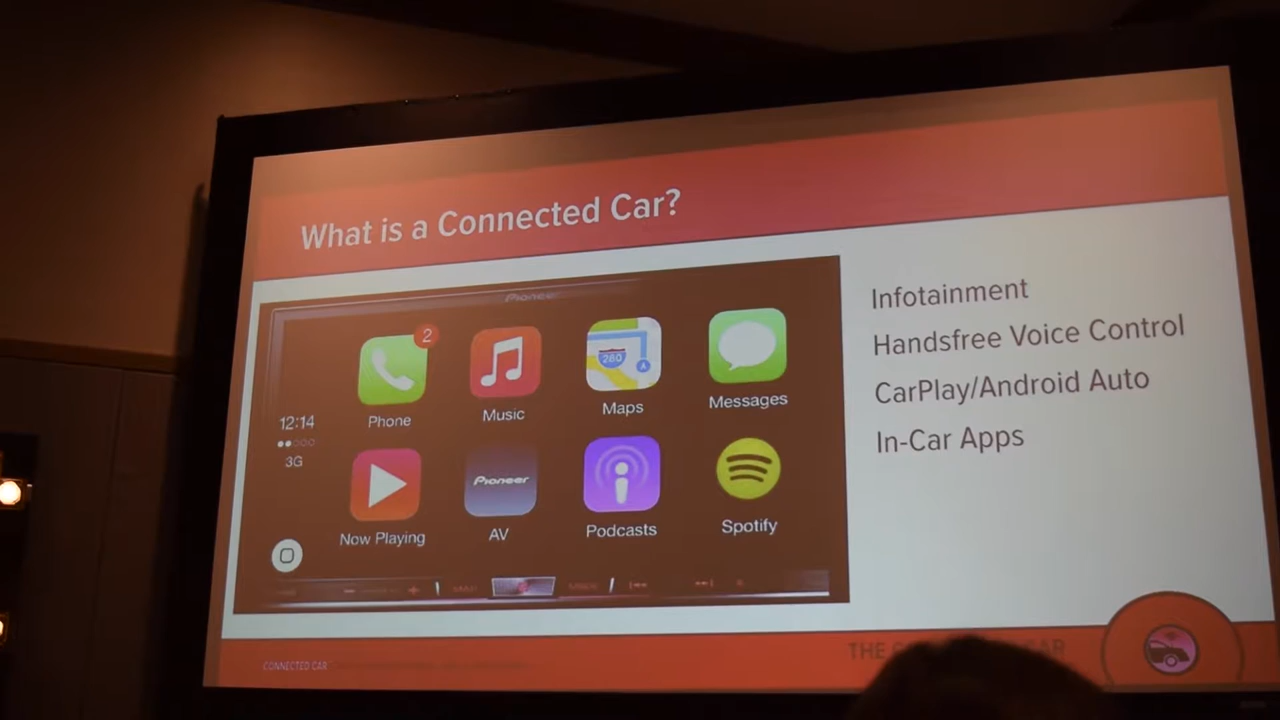 What is a Connected Car?
Pioneer
2
Phone
Music
280
Maps
Messages
12:14
3G
Now Playing
Pioneer
AV
Podcasts
Spotify
Infotainment
Handsfree Voice Control
CarPlay/Android Auto
In-Car Apps
CONNECTED CAR
THE